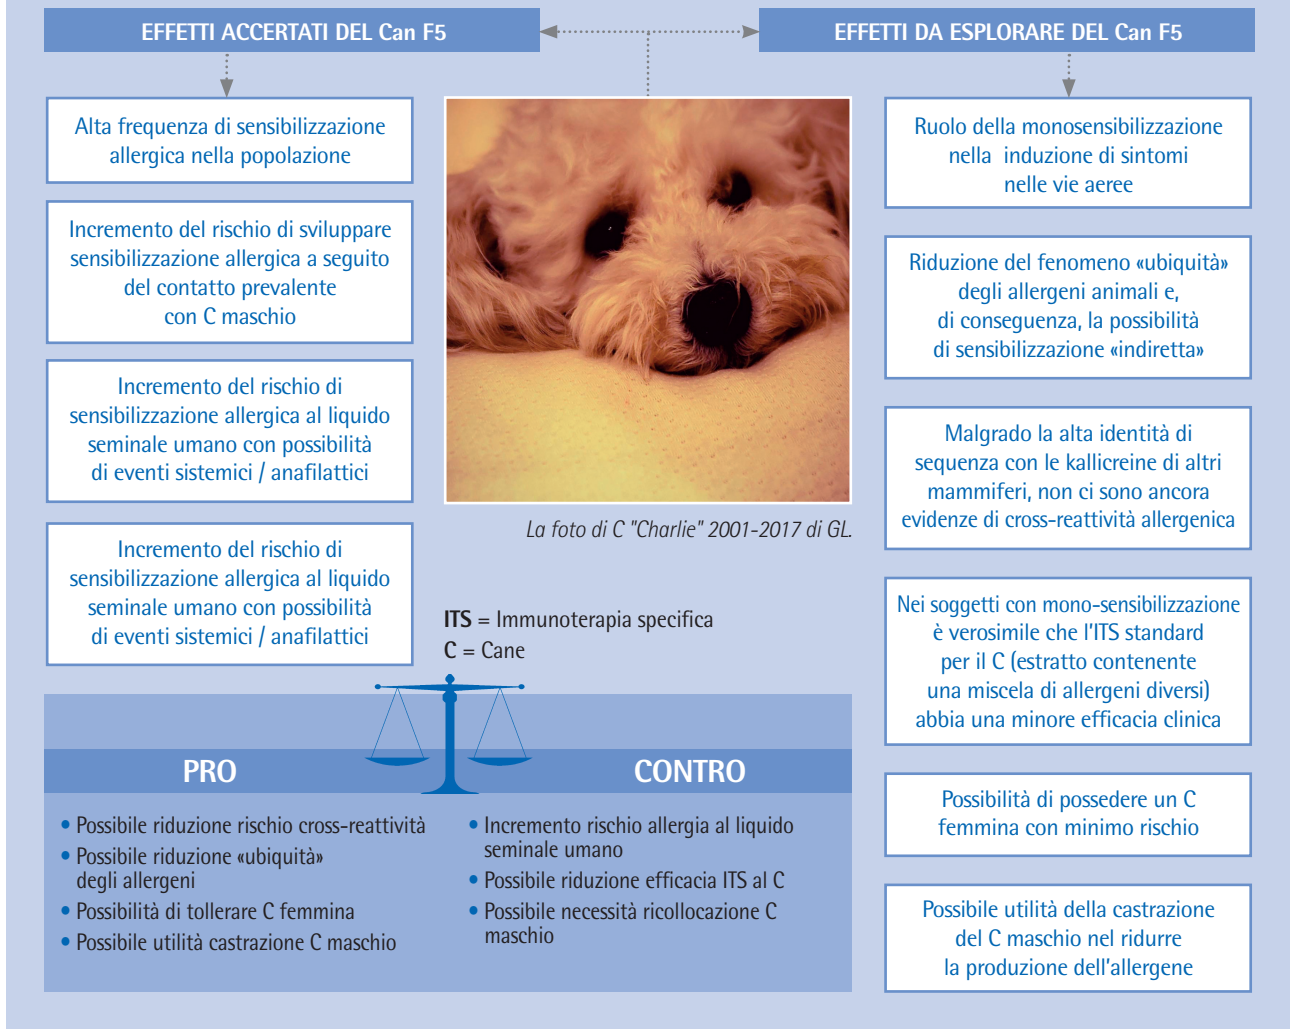 EFFETTI ACCERTATI DEL Can F5
Alta frequenza di sensibilizzazione
allergica nella popolazione
Incremento del rischio di sviluppare
sensibilizzazione allergica a seguito
del contatto prevalente
con C maschio
Incremento del rischio di
sensibilizzazione allergica al liquido
seminale umano con possibilità
di eventi sistemici / anafilattici
Incremento del rischio di
sensibilizzazione allergica al liquido
seminale umano con possibilità
di eventi sistemici / anafilattici
La foto di C "Charlie" 2001-2017 di GL.
ITS = Immunoterapia specifica
C = Cane
EFFETTI DA ESPLORARE DEL Can F5
Ruolo della monosensibilizzazione
nella induzione di sintomi
nelle vie aeree
Riduzione del fenomeno «ubiquità»
degli allergeni animali e,
di conseguenza, la possibilità
di sensibilizzazione «indiretta»
Malgrado la alta identità di
sequenza con le kallicreine di altri
mammiferi, non ci sono ancora
evidenze di cross-reattività allergenica
Nei soggetti con mono-sensibilizzazione
è verosimile che l'ITS standard
per il C (estratto contenente
una miscela di allergeni diversi)
abbia una minore efficacia clinica
Possibilità di possedere un C
femmina con minimo rischio
Possibile utilità della castrazione
del C maschio nel ridurre
la produzione dell'allergene
PRO
• Possibile riduzione rischio cross-reattività
• Possibile riduzione «ubiquità»
degli allergeni
• Possibilità di tollerare C femmina
• Possibile utilità castrazione C maschio
CONTRO
• Incremento rischio allergia al liquido
seminale umano
• Possibile riduzione efficacia ITS al C
• Possibile necessità ricollocazione C
maschio